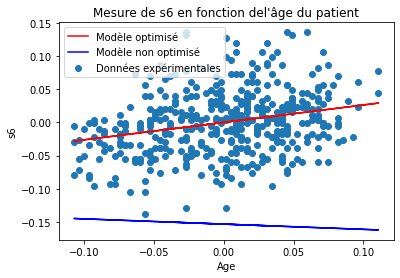 Mesure de s6 en fonction del'âge du patient
0.15
0.10
0.05
0.00
−0.05
−0.10
−0.15
s6
Modèle optimisé
Modèle non optimisé
Données expérimentales
−0.10 −0.05 0.00 0.05 0.10
Age